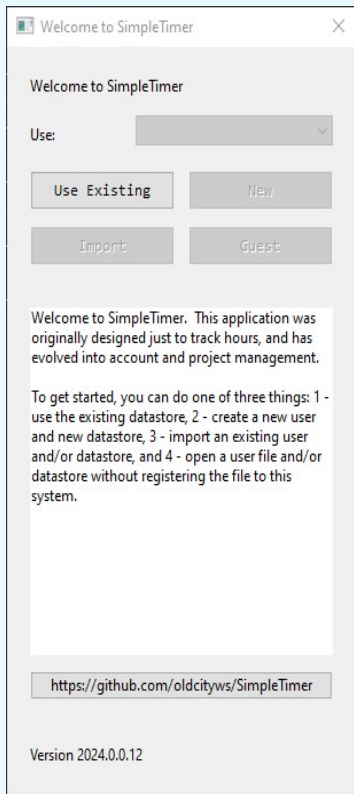 Welcome to SimpleTimer
Welcome to SimpleTimer
Use:
Use Existing
New
Import
Guest
Welcome to SimpleTimer.  This application was
originally designed just to track hours, and has
evolved into account and project management.
To get started, you can do one of three things: 1 -
use the existing datastore, 2 - create a new user
and new datastore, 3 - import an existing user
and/or datastore, and 4 - open a user file and/or
datastore without registering the file to this
system.
https://github.com/oldcityws/SimpleTimer
Version 2024.0.0.12